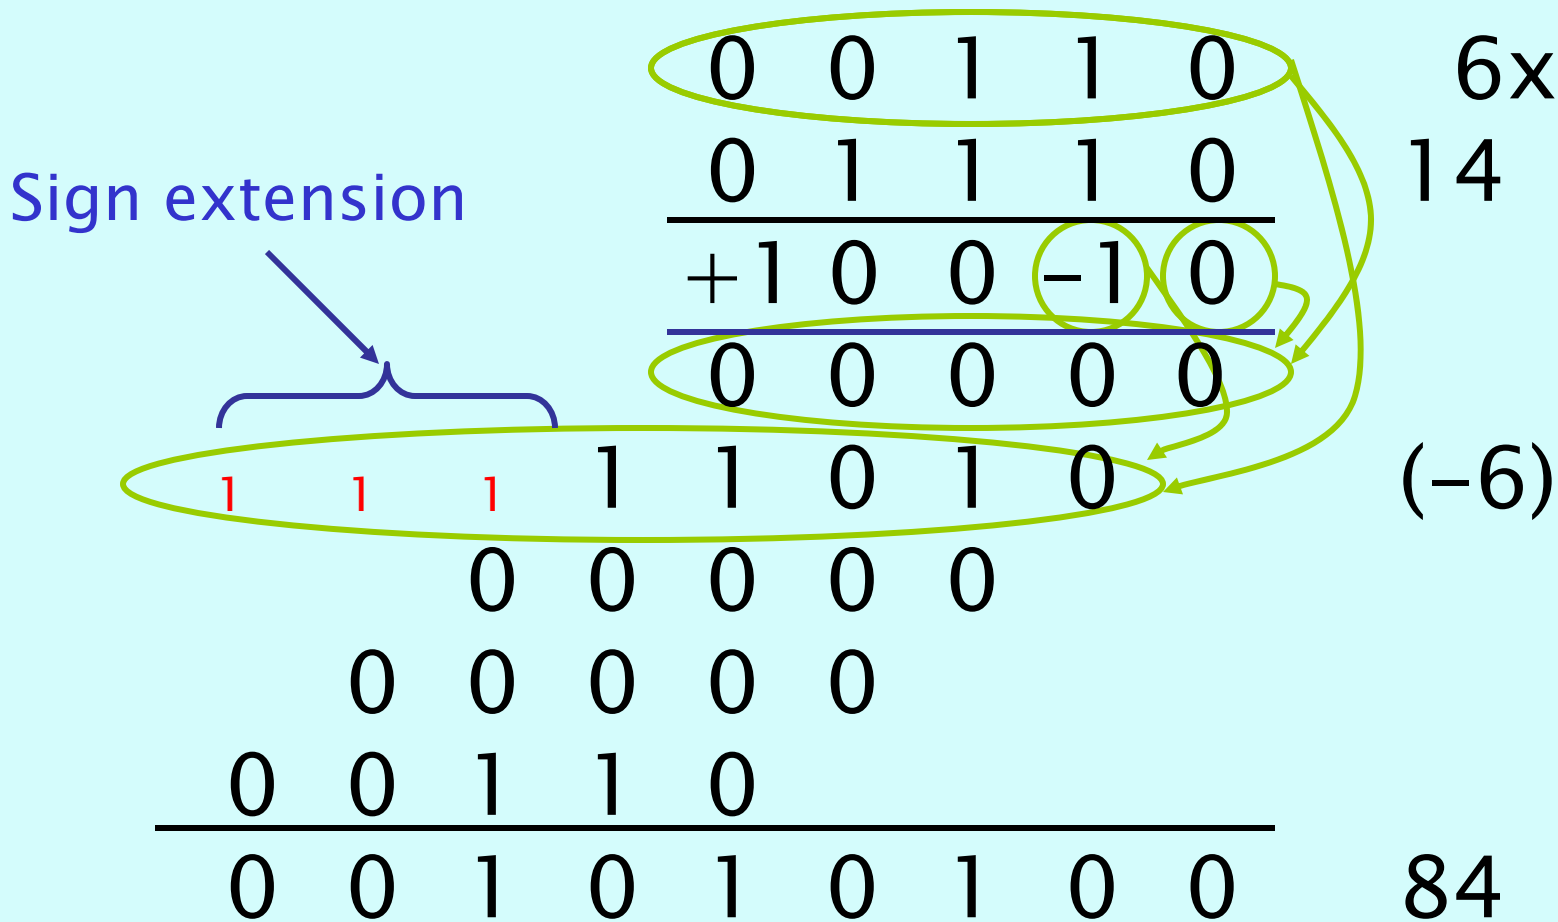 0 0 1 1 0 6x
0 1 1 1 0 14
Sign extension
+1 0 0 –1 0
0 0 0 0 0
1 1 1 1 1 0 1 0 (–6)
0 0 0 0 0
0 0 0 0 0
0 0 1 1 0
0 0 1 0 1 0 1 0 0 84